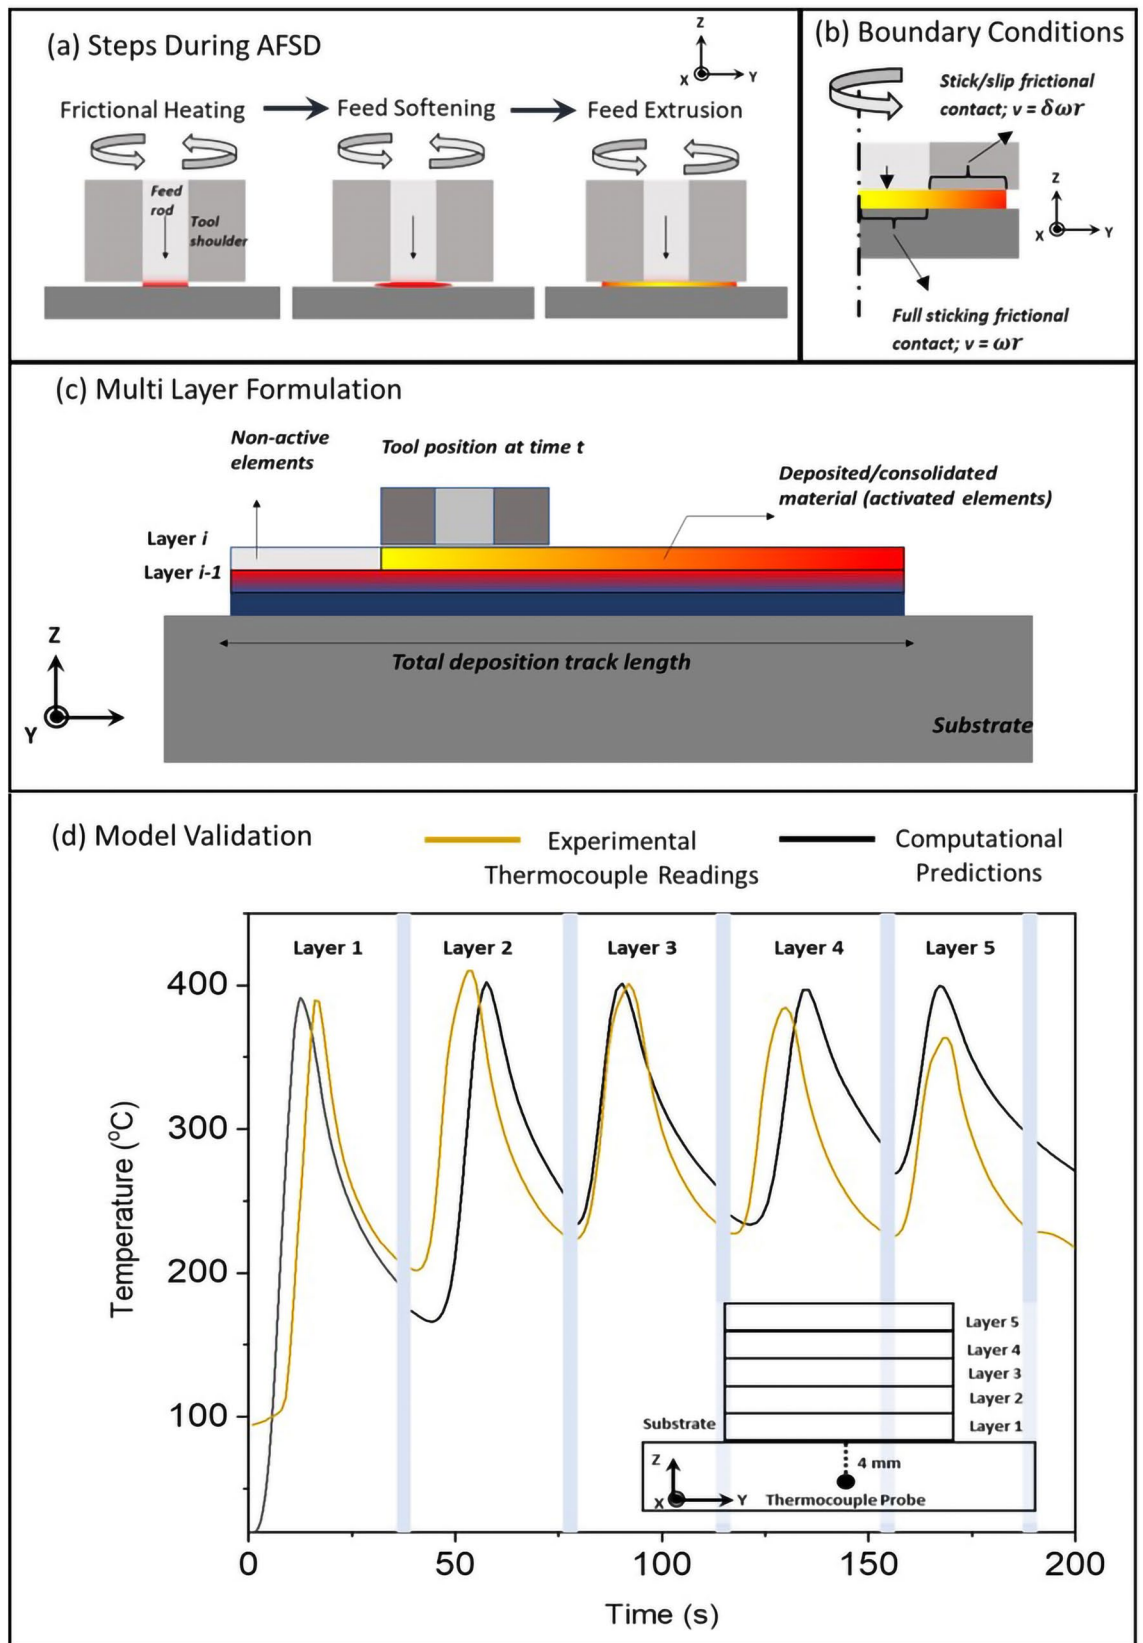 (a) Steps During AFSD
Z
X
Y
Frictional Heating
Feed Softening
Feed Extrusion
Feed
rod
Tool
shoulder
(b) Boundary Conditions
Stick/slip frictional
contact; v = δωr
Z
X
Y
Full sticking frictional
contact; v = ωr
(c) Multi Layer Formulation
Non-active
elements
Tool position at time t
Deposited/consolidated
material (activated elements)
Layer i
Layer i-1
Z
Y
Total deposition track length
Substrate
(d) Model Validation
Experimental
Thermocouple Readings
Computational
Predictions
Layer 1
Layer 2
Layer 3
Layer 4
Layer 5
400
300
200
100
Temperature (°C)
Layer 5
Layer 4
Layer 3
Layer 2
Layer 1
Substrate
4 mm
Z
X
Y
Thermocouple Probe
0
50
100
150
200
Time (s)